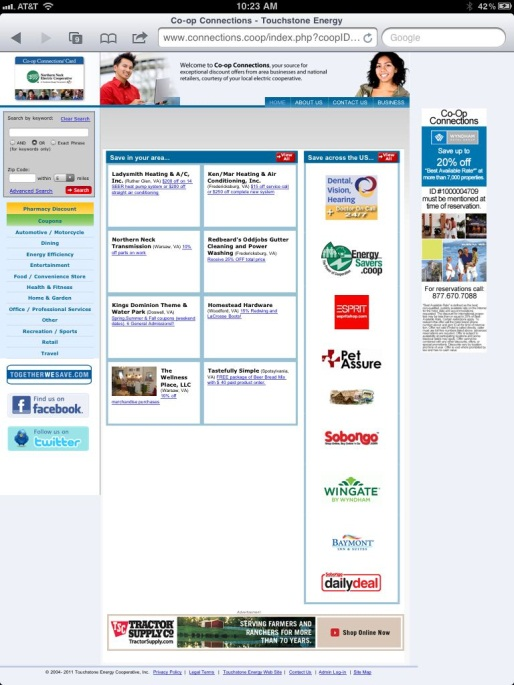 AT&T 10:23 AM 42%
Co-op Connections - Touchstone Energy
9 www.connections.coop/index.php?coopID... Google
Co-op Connections Card
Northern Neck
Electric Cooperative
Welcome to Co-op Connections, your source for
exceptional discount offers from area businesses and national
retailers, courtesy of your local electric cooperative.
HOME | ABOUT US | CONTACT US | BUSINESS
Search by keyword: Clear Search
AND OR Exact Phrase
(for keywords only)
Zip Code:
within miles
Advanced Search Search
Pharmacy Discount
Coupons
Automotive / Motorcycle
Dining
Energy Efficiency
Entertainment
Food / Convenience Store
Health & Fitness
Home & Garden
Office / Professional Services
Other
Recreation / Sports
Retail
Travel
TOGETHERWESAVE.COM
Find us on
facebook.
Follow us on
twitter
Save in your area... View All
Ladysmith Heating & A/C,
Inc. (Ruther Glen, VA) $200 off on 14
SEER heat pump system or $200 off
straight air conditioning.
Ken/Mar Heating & Air
Conditioning, Inc.
(Fredericksburg, VA) $15 off service call
or $250 off complete new system
Northern Neck
Transmission (Warsaw, VA) 10%
off parts on work.
Redbeard's Oddjobs Gutter
Cleaning and Power
Washing (Fredericksburg, VA)
Receive 20% OFF total price
Kings Dominion Theme &
Water Park (Doswell, VA)
Spring,Summer & Fall coupons (weekend
dates). & General Admissions!!
Homestead Hardware
(Woodford, VA) 15% Redwing and
LaCrosse Boots!
The
Wellness
Place, LLC
(Warsaw, VA)
10% off
merchandise purchases.
Tastefully Simple (Spotsylvania,
VA) FREE package of Beer Bread Mix
with $ 40 paid product order.
Save across the US... View All
Dental,
Vision,
Hearing
+ Doctor On Call
Energy
Savers
.coop
ESPRIT
espritshop.com
Pet
Assure
Sobongo
WINGATE
BY WYNDHAM
BAYMONT
INN & SUITES
dailydeal
Co-Op
Connections
WYNDHAM
Save up to
20% off
"Best Available Rate"* at
more than 7,000 properties.
ID #1000004709
must be mentioned at
time of reservation.
For reservations call:
877.670.7088
Advertisement
TSC TRACTOR
SUPPLY CO
TractorSupply.com
SERVING FARMERS AND
RANCHERS FOR MORE
THAN 70 YEARS.
Shop Online Now
© 2004- 2011 Touchstone Energy Cooperative, Inc. Privacy Policy | Legal Terms | Touchstone Energy Web Site | Contact Us | Admin Log-in | Site Map